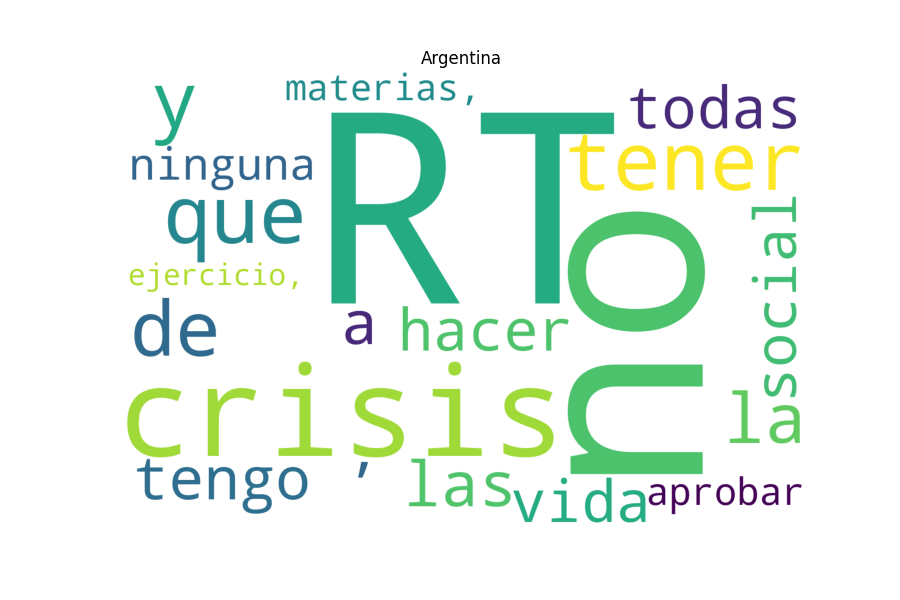 Argentina
materias,
y
todas
RT
tener
ninguna
que
no
social
ejercicio,
de
a
hacer
crisis
la
tengo
,
las
vida
aprobar